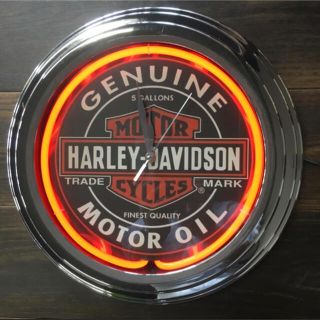 GENUINE
5 GALLONS
MOTOR
HARLEY-DAVIDSON
TRADE MARK
CYCLES
FINEST QUALITY
MOTOR OIL